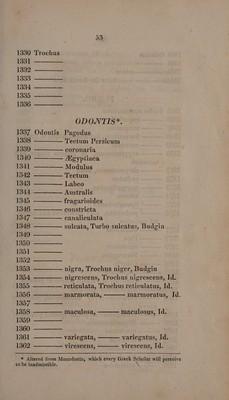 53
1330 Trochus
1331 ———
1332 ———
1333 ———
1334 ———
1335 ———
1336 ———
ODONTIS*.
1337 Odontis Pagodus
1338 ——— Tectum Persicum
1339 ——— coronaria
1340 ——— Ægyptiaca
1341 ——— Modulus
1342 ——— Tectum
1343 ——— Labeo
1344 ——— Australis
1345 ——— fragarioides
1346 ——— constricta
1347 ——— canaliculata
1348 ——— sulcata, Turbo sulcatus, Budgin
1349 ———
1350 ———
1351 ———
1352 ———
1353 ——— nigra, Trochus niger, Budgin
1354 ——— nigrescens, Trochus nigrescens, Id.
1355 ——— reticulata, Trochus reticulatus, Id.
1356 ——— marmorata, ——— marmoratus, Id.
1357 ———
1358 ——— maculosa, ——— maculosus, Id.
1359 ———
1360 ———
1361 ——— variegata, ——— variegatus, Id.
1362 ——— virescens, ——— virescens, Id.
* Altered from Monodontis, which every Greek Scholar will perceive
to be inadmissible.